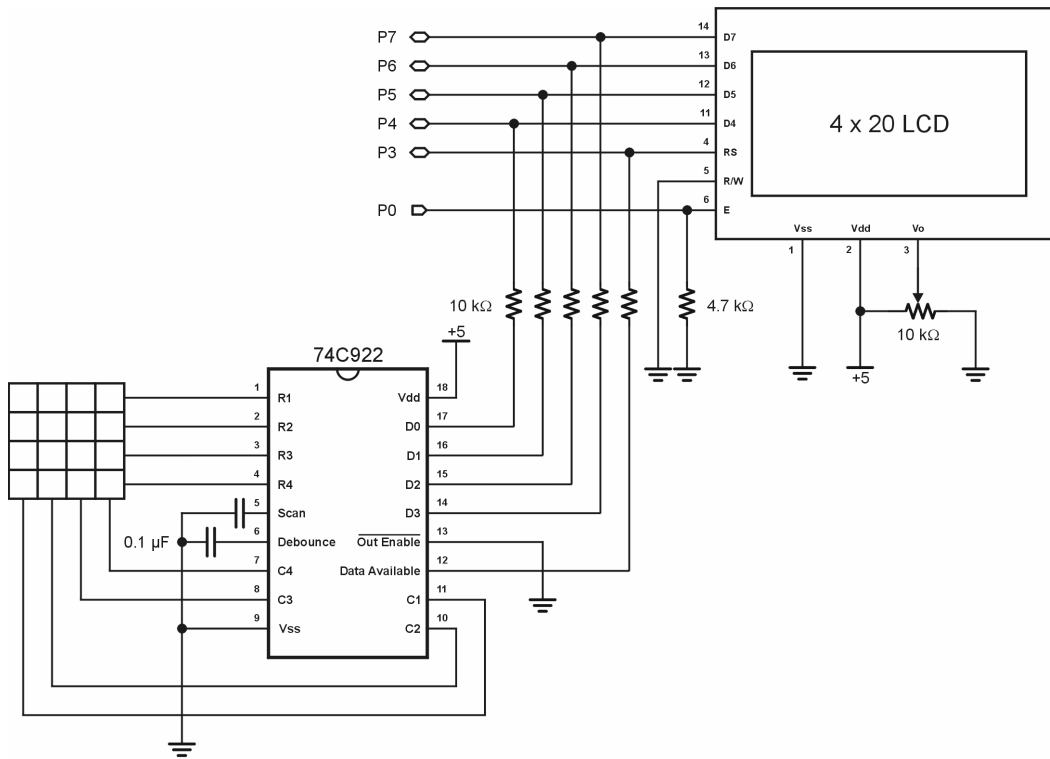 P7
14
D7
P6
13
D6
P5
12
D5
P4
11
D4
4 x 20 LCD
P3
4
RS
5
R/W
P0
6
E
Vss
Vdd
Vo
1
2
3
10 kΩ
4.7 kΩ
10 kΩ
+5
+5
74C922
1
R1
18
Vdd
2
R2
17
D0
3
R3
16
D1
4
R4
15
D2
5
Scan
14
D3
0.1 µF
6
Debounce
13
Out Enable
7
C4
12
Data Available
8
C3
11
C1
9
Vss
10
C2